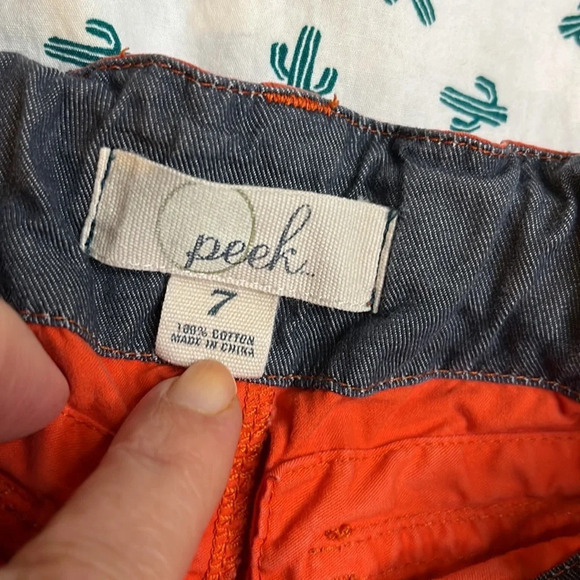 peek...
7
100% COTTON
MADE IN CHINA